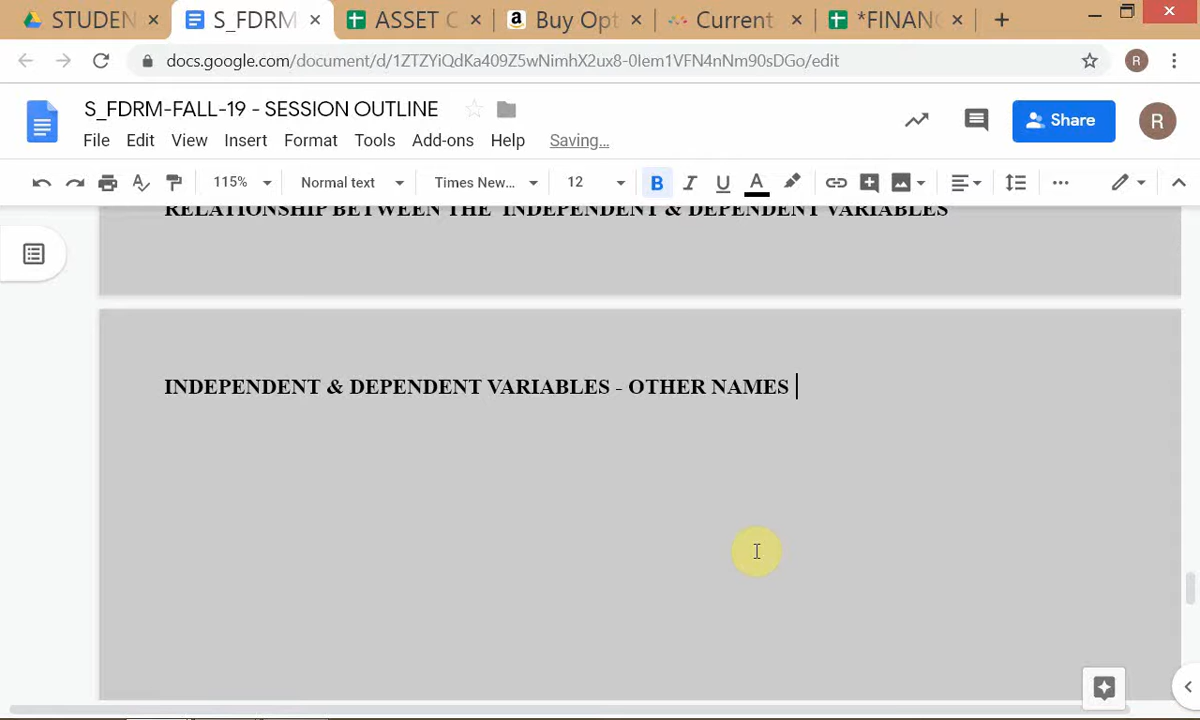 STUDEN
S_FDRM
ASSET C
Buy Opt
Current
*FINANC
docs.google.com/document/d/1ZTZYiQdKa409Z5wNimhX2ux8-0lem1VFN4nNm90sDGo/edit
R
S_FDRM-FALL-19 - SESSION OUTLINE
Share
R
File Edit View Insert Format Tools Add-ons Help Saving...
115% Normal text Times New... 12 B I U A
RELATIONSHIP BETWEEN THE INDEPENDENT & DEPENDENT VARIABLES
INDEPENDENT & DEPENDENT VARIABLES - OTHER NAMES